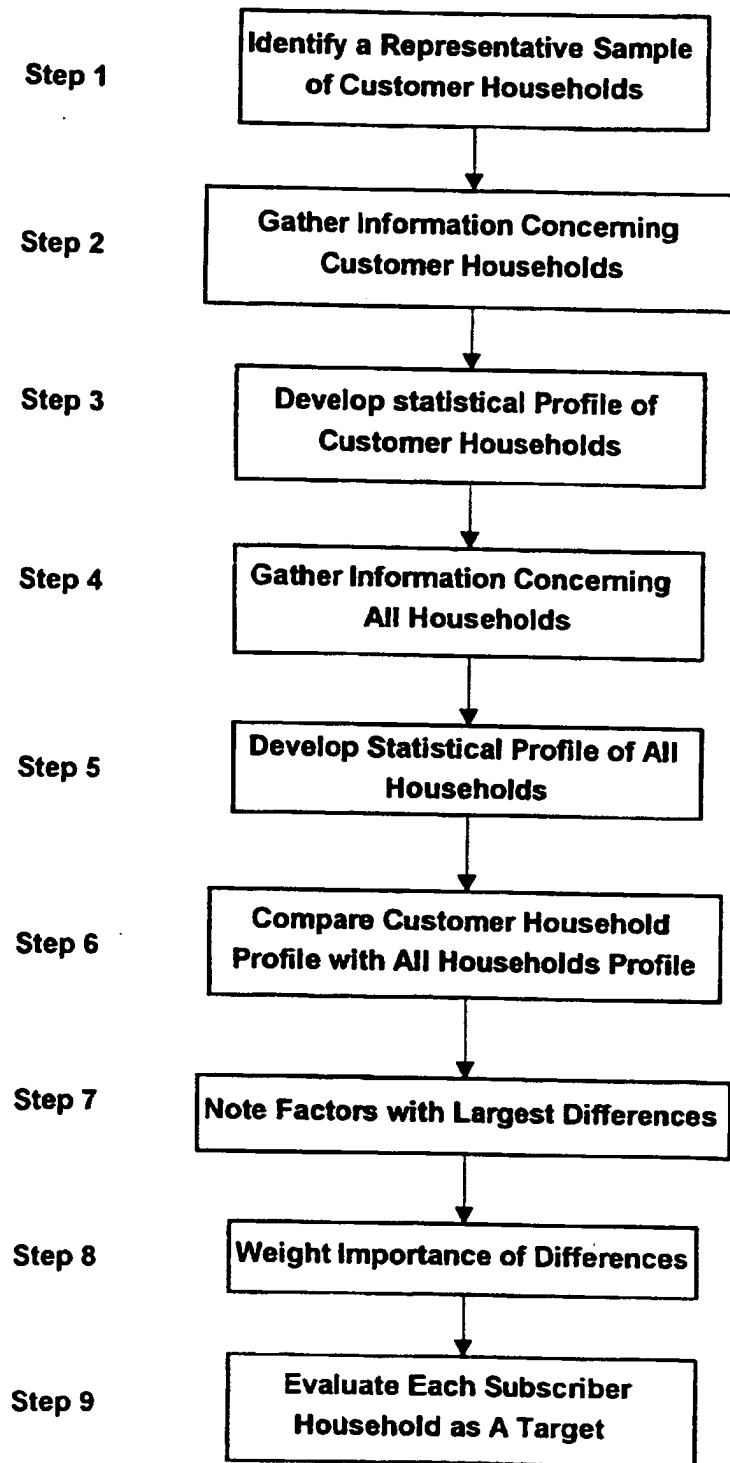 Step 1
Identify a Representative Sample
of Customer Households
Step 2
Gather Information Concerning
Customer Households
Step 3
Develop statistical Profile of
Customer Households
Step 4
Gather Information Concerning
All Households
Step 5
Develop Statistical Profile of All
Households
Step 6
Compare Customer Household
Profile with All Households Profile
Step 7
Note Factors with Largest Differences
Step 8
Weight Importance of Differences
Step 9
Evaluate Each Subscriber
Household as A Target